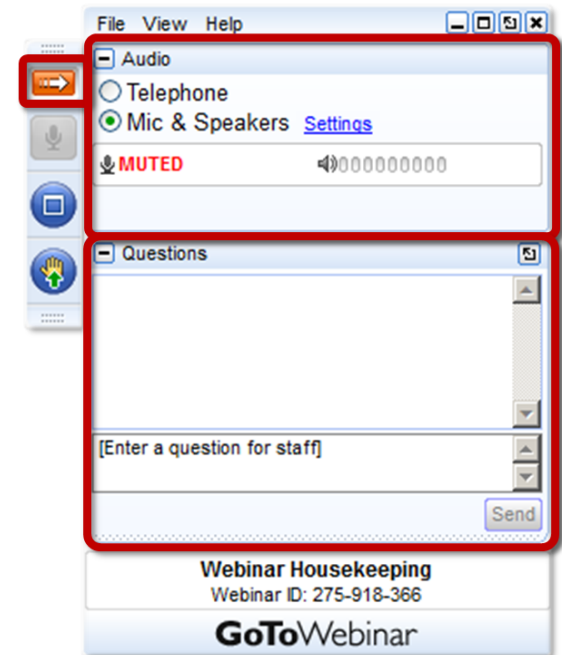 File View Help
Audio
Telephone
Mic & Speakers Settings
MUTED 000000000
Questions
[Enter a question for staff]
Send
Webinar Housekeeping
Webinar ID: 275-918-366
GoToWebinar